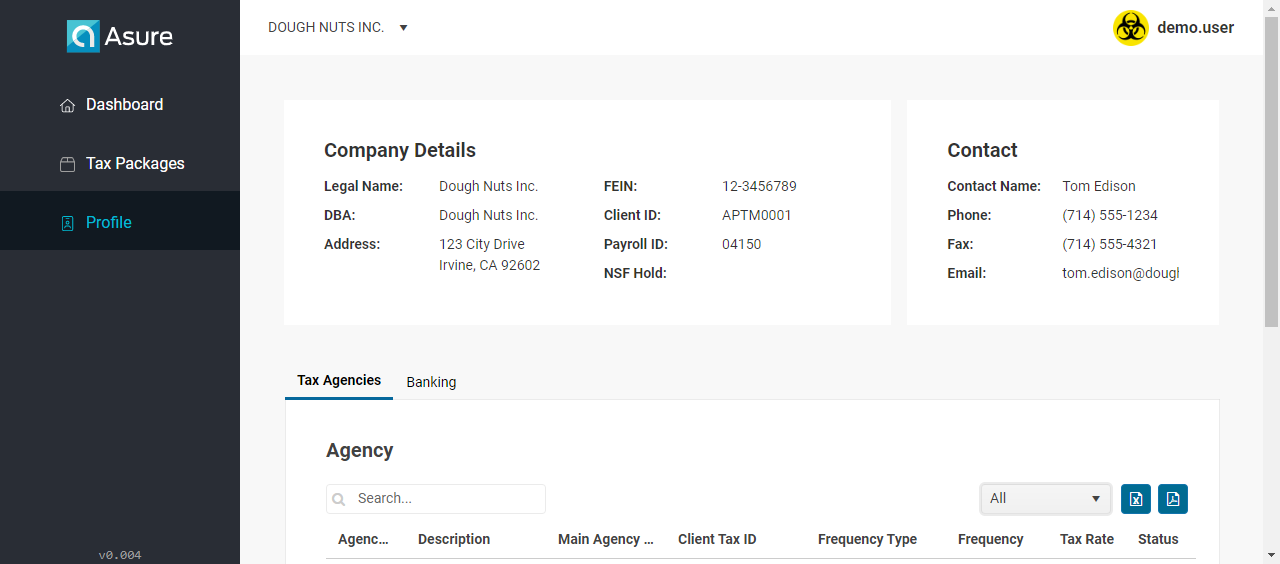 Asure
DOUGH NUTS INC.
demo.user
Dashboard
Tax Packages
Profile
v0.004
Company Details
Legal Name: Dough Nuts Inc.
DBA: Dough Nuts Inc.
Address: 123 City Drive
Irvine, CA 92602
FEIN: 12-3456789
Client ID: APTM0001
Payroll ID: 04150
NSF Hold:
Contact
Contact Name: Tom Edison
Phone: (714) 555-1234
Fax: (714) 555-4321
Email: tom.edison@dough
Tax Agencies Banking
Agency
Search... All
Agenc... Description Main Agency ... Client Tax ID Frequency Type Frequency Tax Rate Status